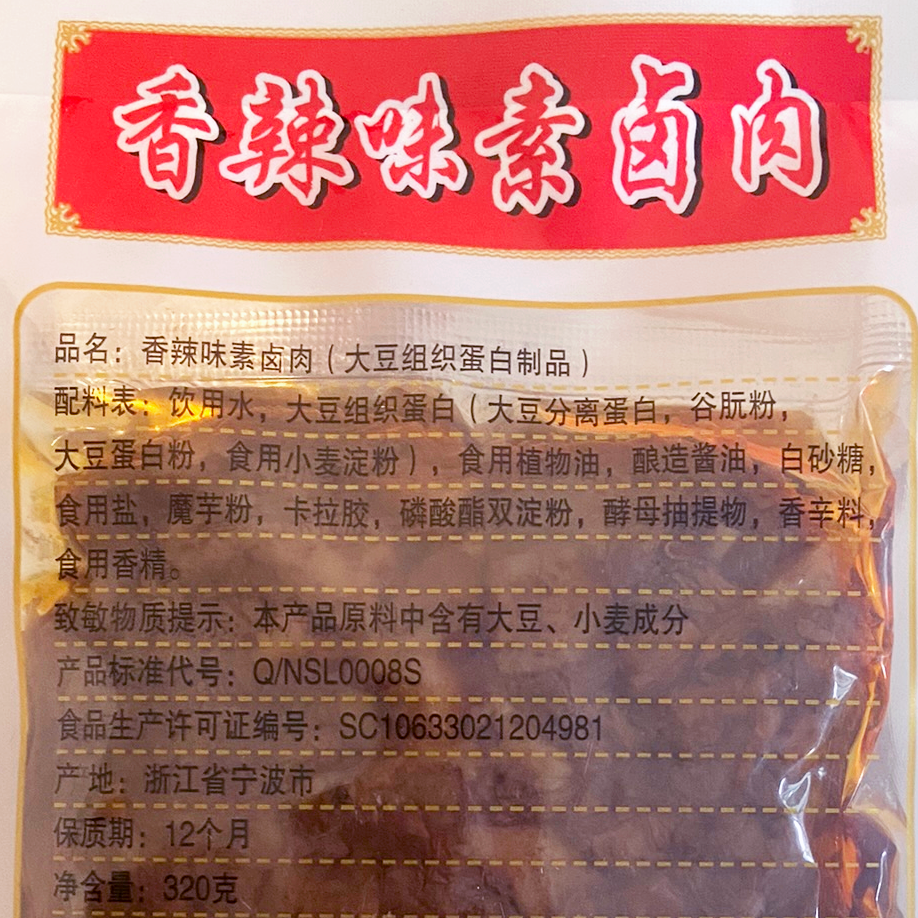 香辣味素卤肉
品名：香辣味素卤肉（大豆组织蛋白制品）
配料表：饮用水，大豆组织蛋白（大豆分离蛋白，谷朊粉，
大豆蛋白粉，食用小麦淀粉），食用植物油，酿造酱油，白砂糖，
食用盐，魔芋粉，卡拉胶，磷酸酯双淀粉，酵母抽提物，香辛料，
食用香精。
致敏物质提示：本产品原料中含有大豆、小麦成分
产品标准代号：Q/NSL0008S
食品生产许可证编号：SC10633021204981
产地：浙江省宁波市
保质期：12个月
净含量：320克